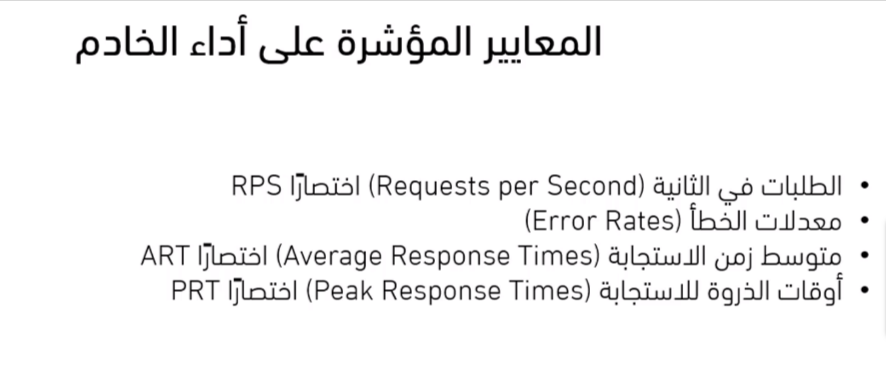 المعايير المؤشرة على أداء الخادم
• الطلبات في الثانية (Requests per Second) اختصارًا RPS
• معدلات الخطأ (Error Rates)
• متوسط زمن الاستجابة (Average Response Times) اختصارًا ART
• أوقات الذروة للاستجابة (Peak Response Times) اختصارًا PRT